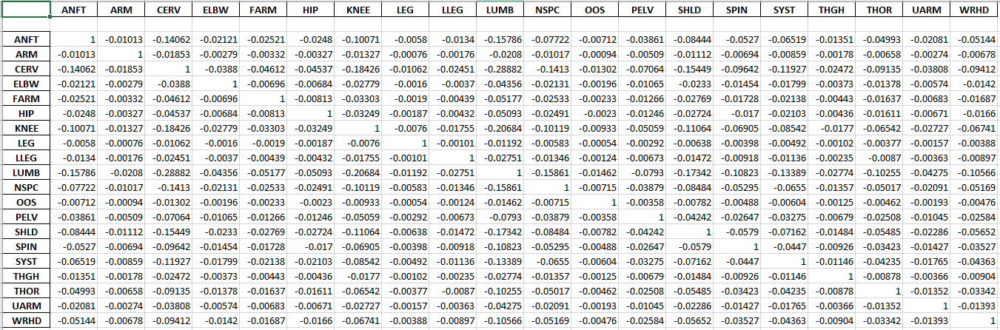 ANFT ARM CERV ELBW FARM HIP KNEE LEG LLEG LUMB NSPC OOS PELV SHLD SPIN SYST THGH THOR UARM WRHD
ANFT 1 -0.01013 -0.14062 -0.02121 -0.02521 -0.0248 -0.10071 -0.0058 -0.0134 -0.15786 -0.07722 -0.00712 -0.03861 -0.08444 -0.0527 -0.06519 -0.01351 -0.04993 -0.02081 -0.05144
ARM -0.01013 1 -0.01853 -0.00279 -0.00332 -0.00327 -0.01327 -0.00076 -0.00176 -0.0208 -0.01017 -0.00094 -0.00509 -0.01112 -0.00694 -0.00859 -0.00178 -0.00658 -0.00274 -0.00678
CERV -0.14062 -0.01853 1 -0.0388 -0.04612 -0.04537 -0.18426 -0.01062 -0.02451 -0.28882 -0.1413 -0.01302 -0.07064 -0.15449 -0.09642 -0.11927 -0.02472 -0.09135 -0.03808 -0.09412
ELBW -0.02121 -0.00279 -0.0388 1 -0.00696 -0.00684 -0.02779 -0.0016 -0.0037 -0.04356 -0.02131 -0.00196 -0.01065 -0.0233 -0.01454 -0.01799 -0.00373 -0.01378 -0.00574 -0.0142
FARM -0.02521 -0.00332 -0.04612 -0.00696 1 -0.00813 -0.03303 -0.0019 -0.00439 -0.05177 -0.02533 -0.00233 -0.01266 -0.02769 -0.01728 -0.02138 -0.00443 -0.01637 -0.00683 -0.01687
HIP -0.0248 -0.00327 -0.04537 -0.00684 -0.00813 1 -0.03249 -0.00187 -0.00432 -0.05093 -0.02491 -0.0023 -0.01246 -0.02724 -0.017 -0.02103 -0.00436 -0.01611 -0.00671 -0.0166
KNEE -0.10071 -0.01327 -0.18426 -0.02779 -0.03303 -0.03249 1 -0.0076 -0.01755 -0.20684 -0.10119 -0.00933 -0.05059 -0.11064 -0.06905 -0.08542 -0.0177 -0.06542 -0.02727 -0.06741
LEG -0.0058 -0.00076 -0.01062 -0.0016 -0.0019 -0.00187 -0.0076 1 -0.00101 -0.01192 -0.00583 -0.00054 -0.00292 -0.00638 -0.00398 -0.00492 -0.00102 -0.00377 -0.00157 -0.00388
LLEG -0.0134 -0.00176 -0.02451 -0.0037 -0.00439 -0.00432 -0.01755 -0.00101 1 -0.02751 -0.01346 -0.00124 -0.00673 -0.01472 -0.00918 -0.01136 -0.00235 -0.0087 -0.00363 -0.00897
LUMB -0.15786 -0.0208 -0.28882 -0.04356 -0.05177 -0.05093 -0.20684 -0.01192 -0.02751 1 -0.15861 -0.01462 -0.0793 -0.17342 -0.10823 -0.13389 -0.02774 -0.10255 -0.04275 -0.10566
NSPC -0.07722 -0.01017 -0.1413 -0.02131 -0.02533 -0.02491 -0.10119 -0.00583 -0.01346 -0.15861 1 -0.00715 -0.03879 -0.08484 -0.05295 -0.0655 -0.01357 -0.05017 -0.02091 -0.05169
OOS -0.00712 -0.00094 -0.01302 -0.00196 -0.00233 -0.0023 -0.00933 -0.00054 -0.00124 -0.01462 -0.00715 1 -0.00358 -0.00782 -0.00488 -0.00604 -0.00125 -0.00462 -0.00193 -0.00476
PELV -0.03861 -0.00509 -0.07064 -0.01065 -0.01266 -0.01246 -0.05059 -0.00292 -0.00673 -0.0793 -0.03879 -0.00358 1 -0.04242 -0.02647 -0.03275 -0.00679 -0.02508 -0.01045 -0.02584
SHLD -0.08444 -0.01112 -0.15449 -0.0233 -0.02769 -0.02724 -0.11064 -0.00638 -0.01472 -0.17342 -0.08484 -0.00782 -0.04242 1 -0.0579 -0.07162 -0.01484 -0.05485 -0.02286 -0.05652
SPIN -0.0527 -0.00694 -0.09642 -0.01454 -0.01728 -0.017 -0.06905 -0.00398 -0.00918 -0.10823 -0.05295 -0.00488 -0.02647 -0.0579 1 -0.0447 -0.00926 -0.03423 -0.01427 -0.03527
SYST -0.06519 -0.00859 -0.11927 -0.01799 -0.02138 -0.02103 -0.08542 -0.00492 -0.01136 -0.13389 -0.0655 -0.00604 -0.03275 -0.07162 -0.0447 1 -0.01146 -0.04235 -0.01765 -0.04363
THGH -0.01351 -0.00178 -0.02472 -0.00373 -0.00443 -0.00436 -0.0177 -0.00102 -0.00235 -0.02774 -0.01357 -0.00125 -0.00679 -0.01484 -0.00926 -0.01146 1 -0.00878 -0.00366 -0.00904
THOR -0.04993 -0.00658 -0.09135 -0.01378 -0.01637 -0.01611 -0.06542 -0.00377 -0.0087 -0.10255 -0.05017 -0.00462 -0.02508 -0.05485 -0.03423 -0.04235 -0.00878 1 -0.01352 -0.03342
UARM -0.02081 -0.00274 -0.03808 -0.00574 -0.00683 -0.00671 -0.02727 -0.00157 -0.00363 -0.04275 -0.02091 -0.00193 -0.01045 -0.02286 -0.01427 -0.01765 -0.00366 -0.01352 1 -0.01393
WRHD -0.05144 -0.00678 -0.09412 -0.0142 -0.01687 -0.0166 -0.06741 -0.00388 -0.00897 -0.10566 -0.05169 -0.00476 -0.02584 -0.05652 -0.03527 -0.04363 -0.00904 -0.03342 -0.01393 1